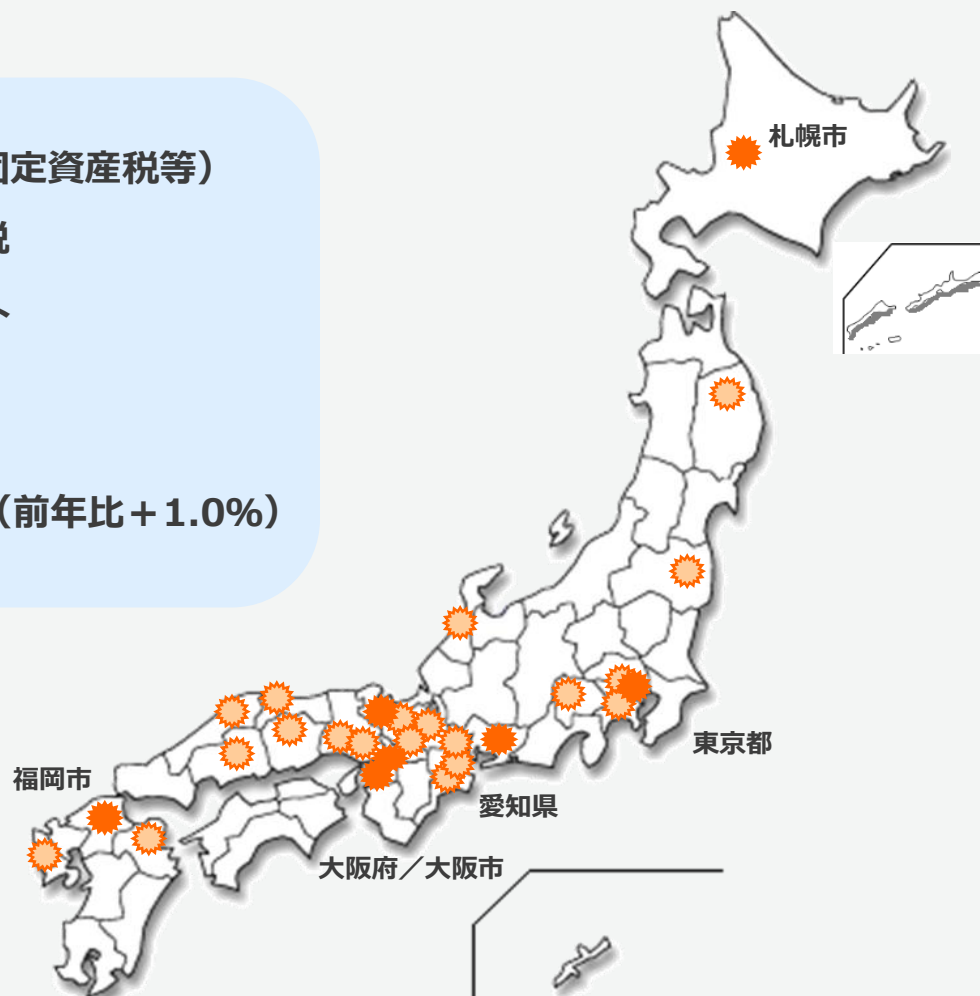 固定資産税等）
税
（前年比＋1.0%）
札幌市
東京都
愛知県
大阪府／大阪市
福岡市